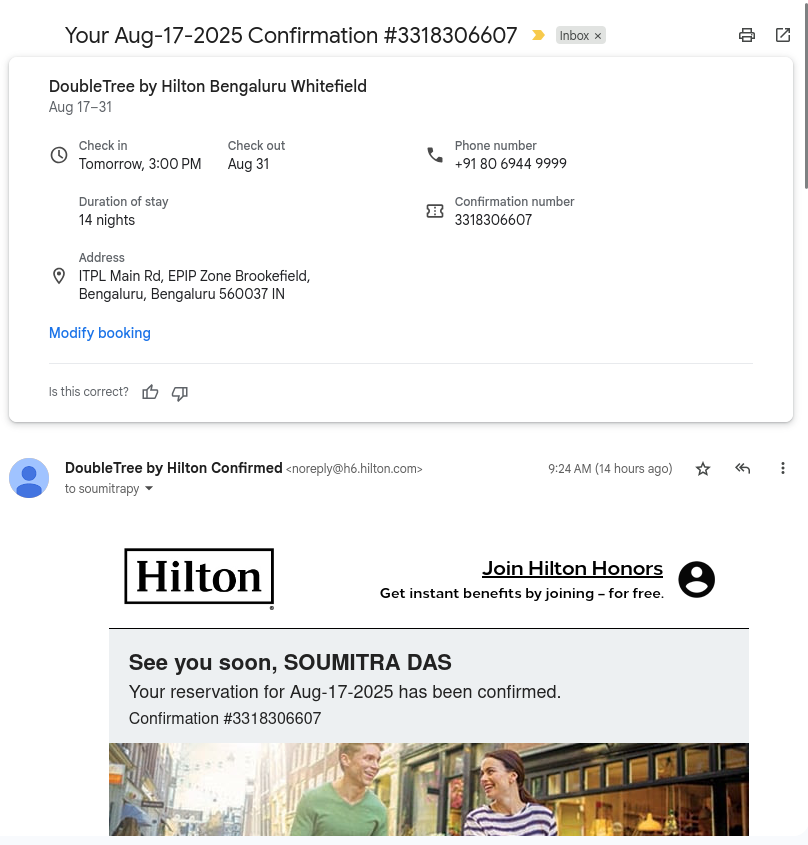 Your Aug-17-2025 Confirmation #3318306607
Inbox ×
DoubleTree by Hilton Bengaluru Whitefield
Aug 17–31
Check in
Tomorrow, 3:00 PM
Check out
Aug 31
Phone number
+91 80 6944 9999
Duration of stay
14 nights
Confirmation number
3318306607
Address
ITPL Main Rd, EPIP Zone Brookefield,
Bengaluru, Bengaluru 560037 IN
Modify booking
Is this correct?
DoubleTree by Hilton Confirmed <noreply@h6.hilton.com>
9:24 AM (14 hours ago)
to soumitrapy
Hilton
Join Hilton Honors
Get instant benefits by joining – for free.
See you soon, SOUMITRA DAS
Your reservation for Aug-17-2025 has been confirmed.
Confirmation #3318306607